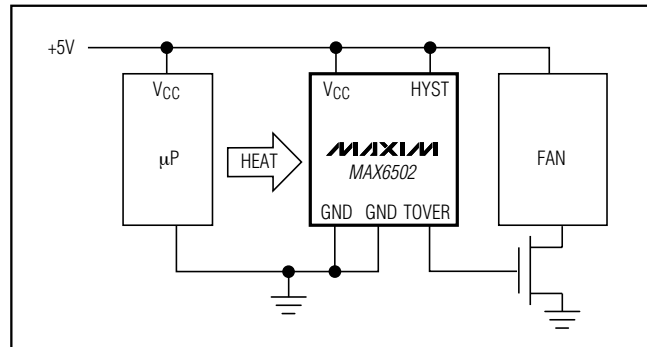 +5V
VCC
VCC HYST
μP
HEAT
MAXIM
MAX6502
FAN
GND GND TOVER